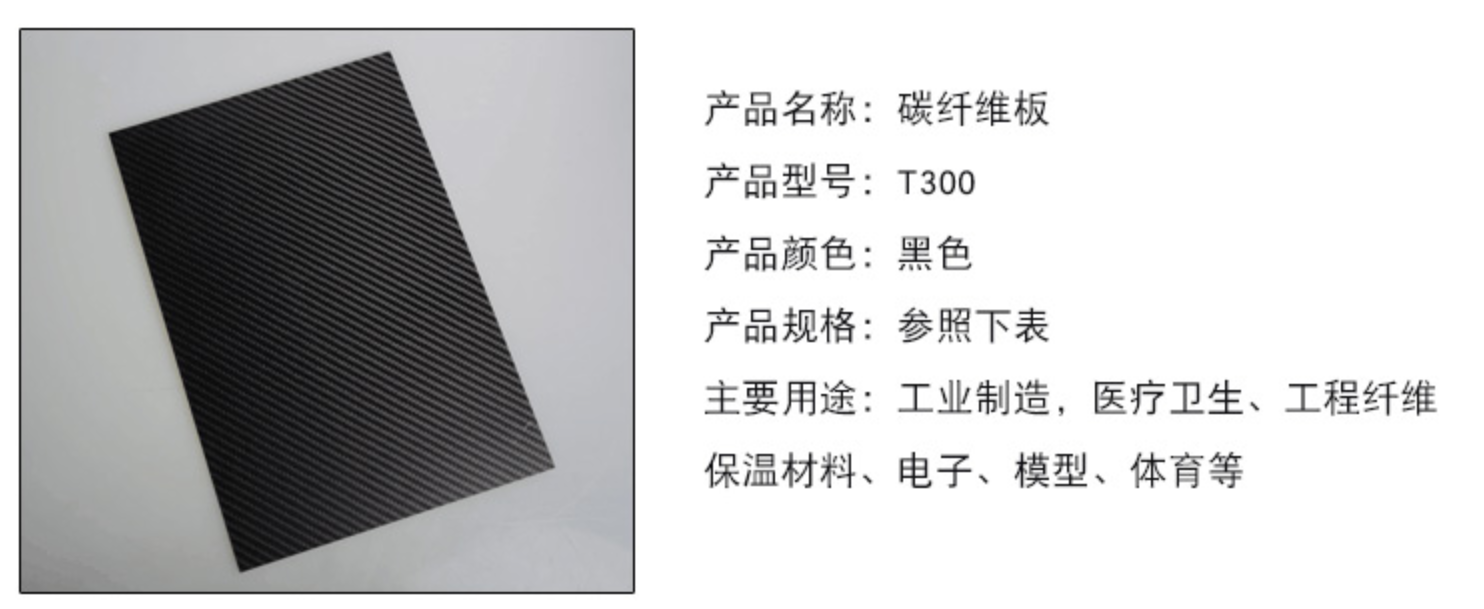 产品名称：碳纤维板
产品型号：T300
产品颜色：黑色
产品规格：参照下表
主要用途：工业制造，医疗卫生、工程纤维
保温材料、电子、模型、体育等